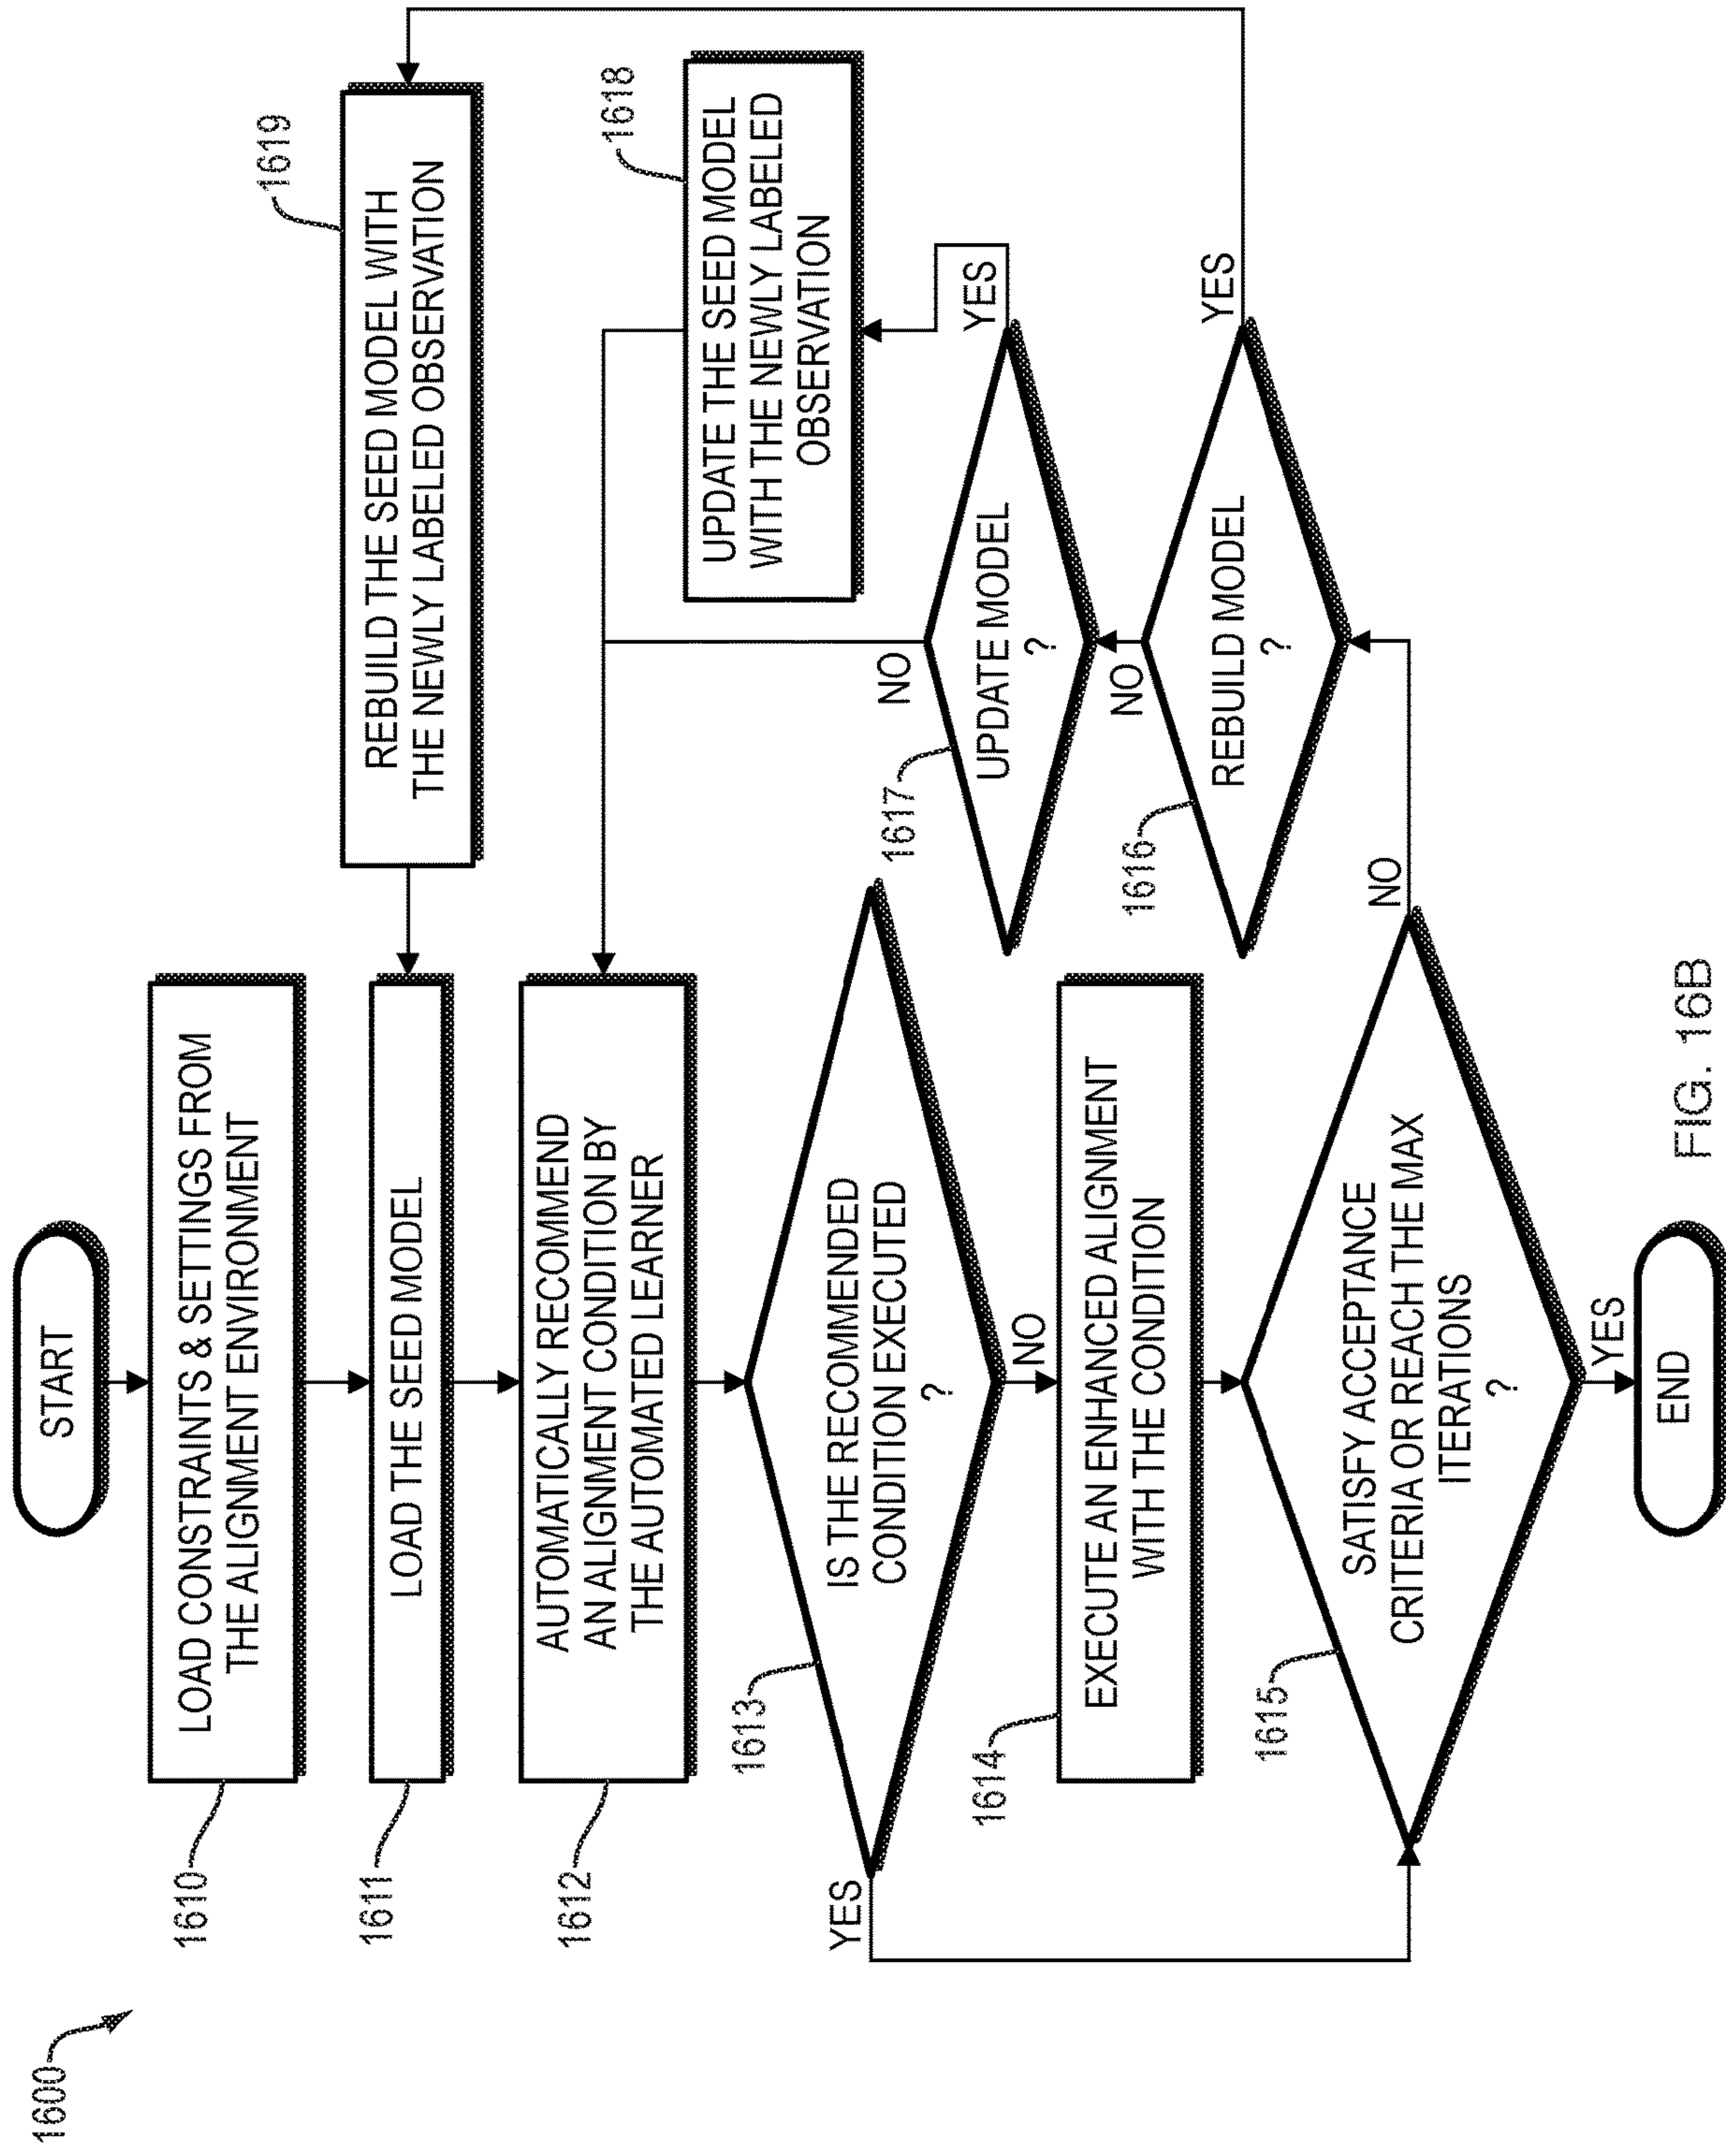 1600
START
1610
LOAD CONSTRAINTS & SETTINGS FROM
THE ALIGNMENT ENVIRONMENT
1611
LOAD THE SEED MODEL
1619
REBUILD THE SEED MODEL WITH
THE NEWLY LABELED OBSERVATION
1612
AUTOMATICALLY RECOMMEND
AN ALIGNMENT CONDITION BY
THE AUTOMATED LEARNER
1618
UPDATE THE SEED MODEL
WITH THE NEWLY LABELED
OBSERVATION
1613
IS THE RECOMMENDED
CONDITION EXECUTED
?
YES
NO
1617
UPDATE MODEL
?
NO
YES
1614
EXECUTE AN ENHANCED ALIGNMENT
WITH THE CONDITION
1616
REBUILD MODEL
?
NO
YES
1615
SATISFY ACCEPTANCE
CRITERIA OR REACH THE MAX
ITERATIONS
?
NO
YES
END
FIG. 16B